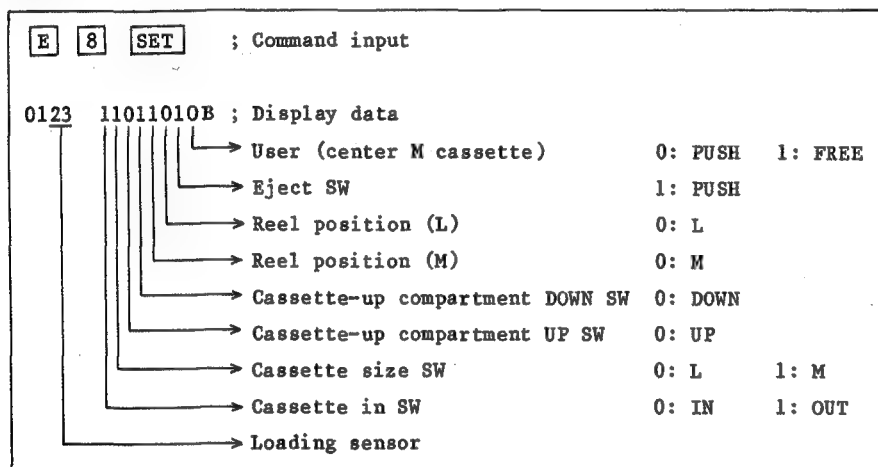 E 8 SET ; Command input
0123 11011010B ; Display data
User (center M cassette) 0: PUSH 1: FREE
Eject SW 1: PUSH
Reel position (L) 0: L
Reel position (M) 0: M
Cassette-up compartment DOWN SW 0: DOWN
Cassette-up compartment UP SW 0: UP
Cassette size SW 0: L 1: M
Cassette in SW 0: IN 1: OUT
Loading sensor